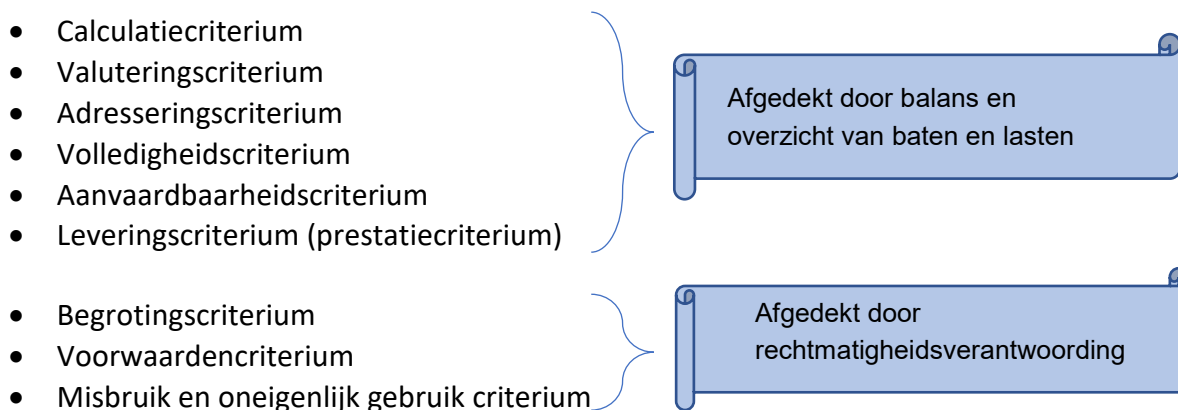 • Calculatiecriterium
• Valuteringscriterium
• Adresseringscriterium
• Volledigheidscriterium
• Aanvaardbaarheidscriterium
• Leveringscriterium (prestatiecriterium)
Afgedekt door balans en
overzicht van baten en lasten
• Begrotingscriterium
• Voorwaardencriterium
• Misbruik en oneigenlijk gebruik criterium
Afgedekt door
rechtmatigheidsverantwoording